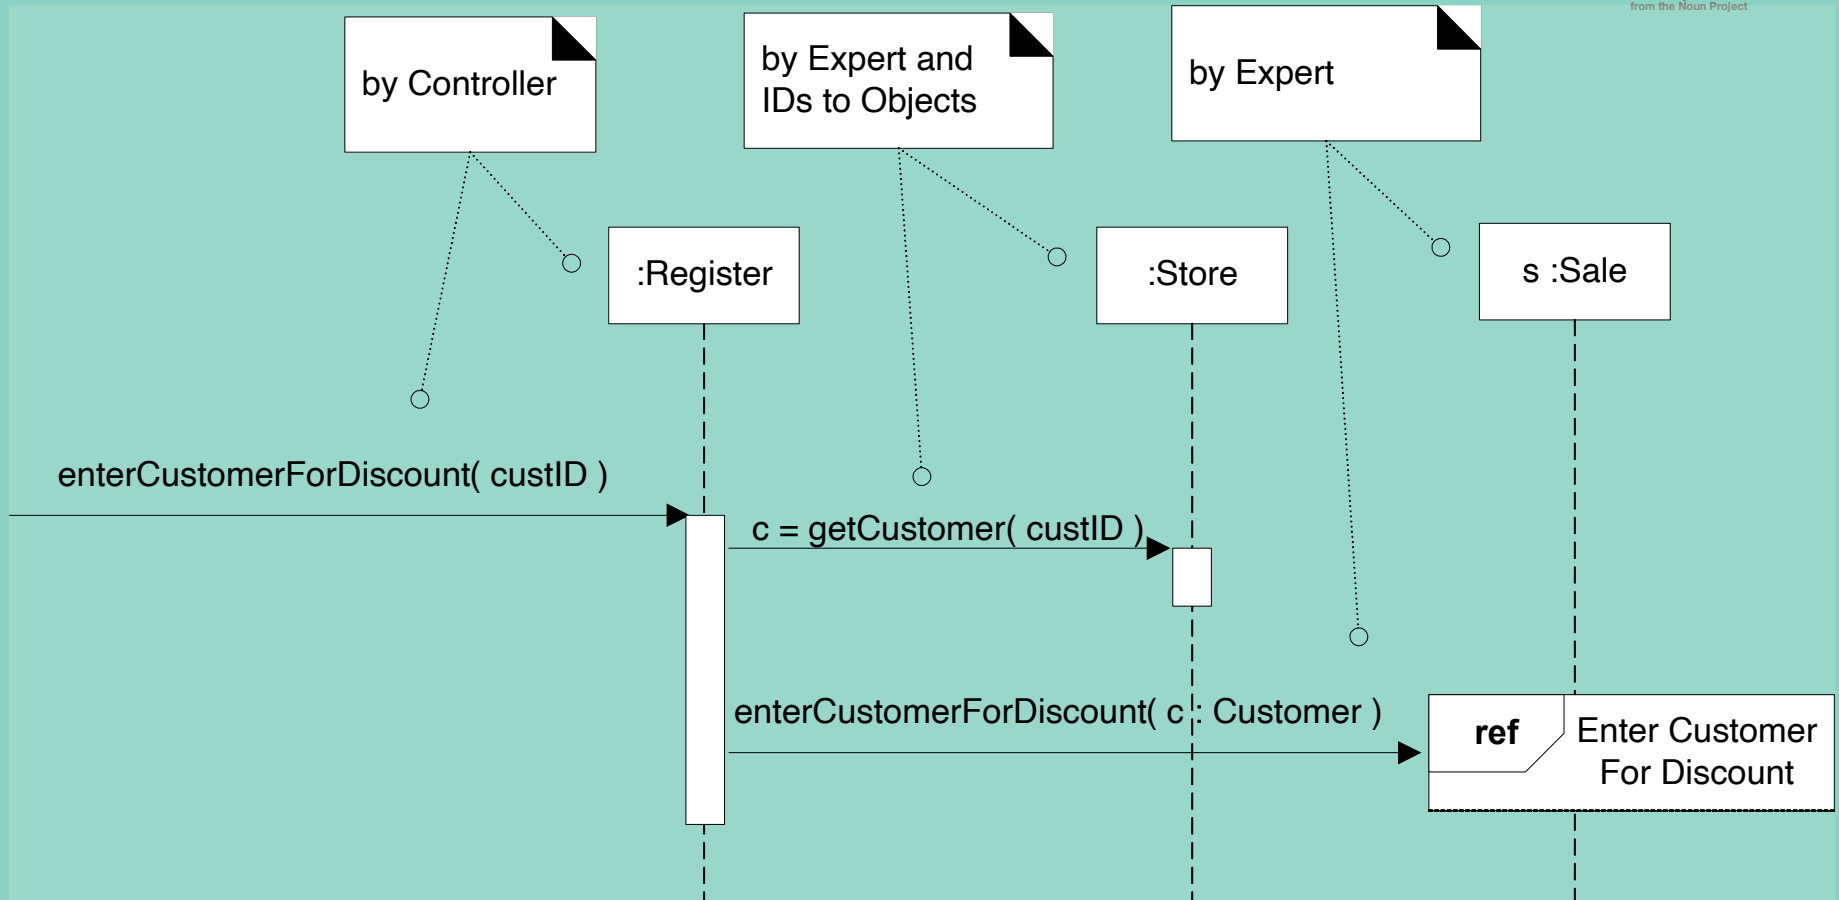 from the Noun Project
by Controller
by Expert and
IDs to Objects
by Expert
:Register
:Store
s :Sale
enterCustomerForDiscount( custID )
c = getCustomer( custID )
enterCustomerForDiscount( c : Customer )
ref
Enter Customer
For Discount